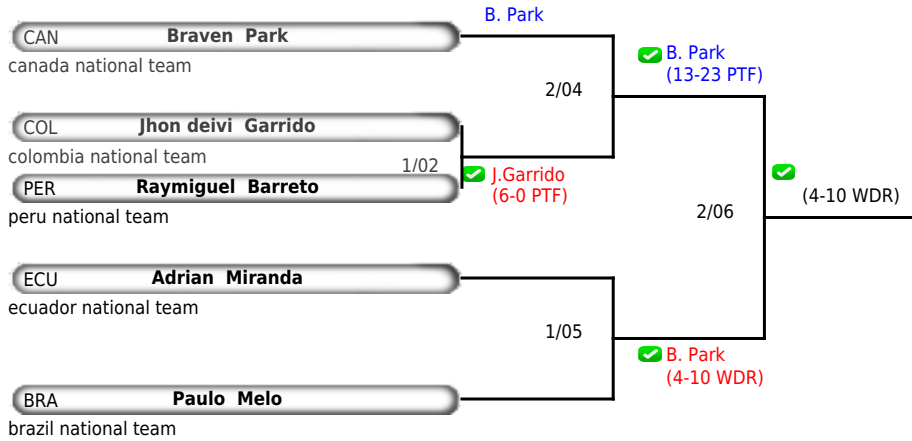 B. Park
CAN Braven Park
canada national team
B. Park
(13-23 PTF)
2/04
COL Jhon deivi Garrido
colombia national team
1/02
J.Garrido
(6-0 PTF)
PER Raymiguel Barreto
peru national team
(4-10 WDR)
2/06
ECU Adrian Miranda
ecuador national team
1/05
B. Park
(4-10 WDR)
BRA Paulo Melo
brazil national team